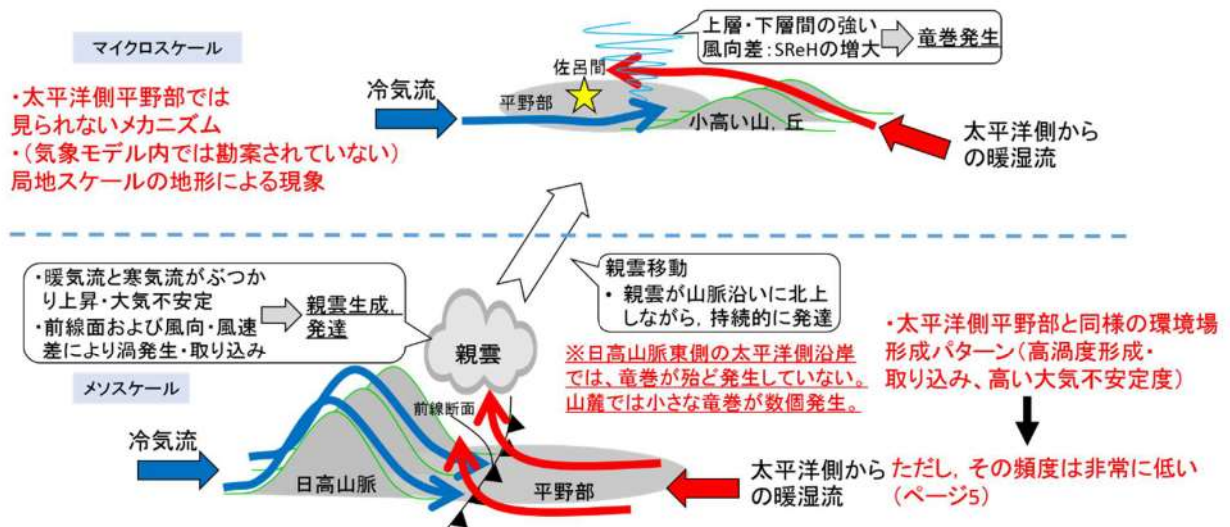 マイクロスケール
・太平洋側平野部では
見られないメカニズム
・(気象モデル内では勘案されていない)
局地スケールの地形による現象
冷気流
佐呂間
平野部
上層・下層間の強い
風向差:SReHの増大
竜巻発生
小高い山,丘
太平洋側から
の暖湿流
・暖気流と寒気流がぶつか
り上昇・大気不安定
・前線面および風向・風速
差により渦発生・取り込み
親雲生成,
発達
親雲
親雲移動
・ 親雲が山脈沿いに北上
しながら,持続的に発達
※日高山脈東側の太平洋側沿岸
では、竜巻が殆ど発生していない。
山麓では小さな竜巻が数個発生。
・太平洋側平野部と同様の環境場
形成パターン(高渦度形成・
取り込み、高い大気不安定度)
ただし,その頻度は非常に低い
(ページ5)
メソスケール
冷気流
日高山脈
前線断面
平野部
太平洋側から
の暖湿流